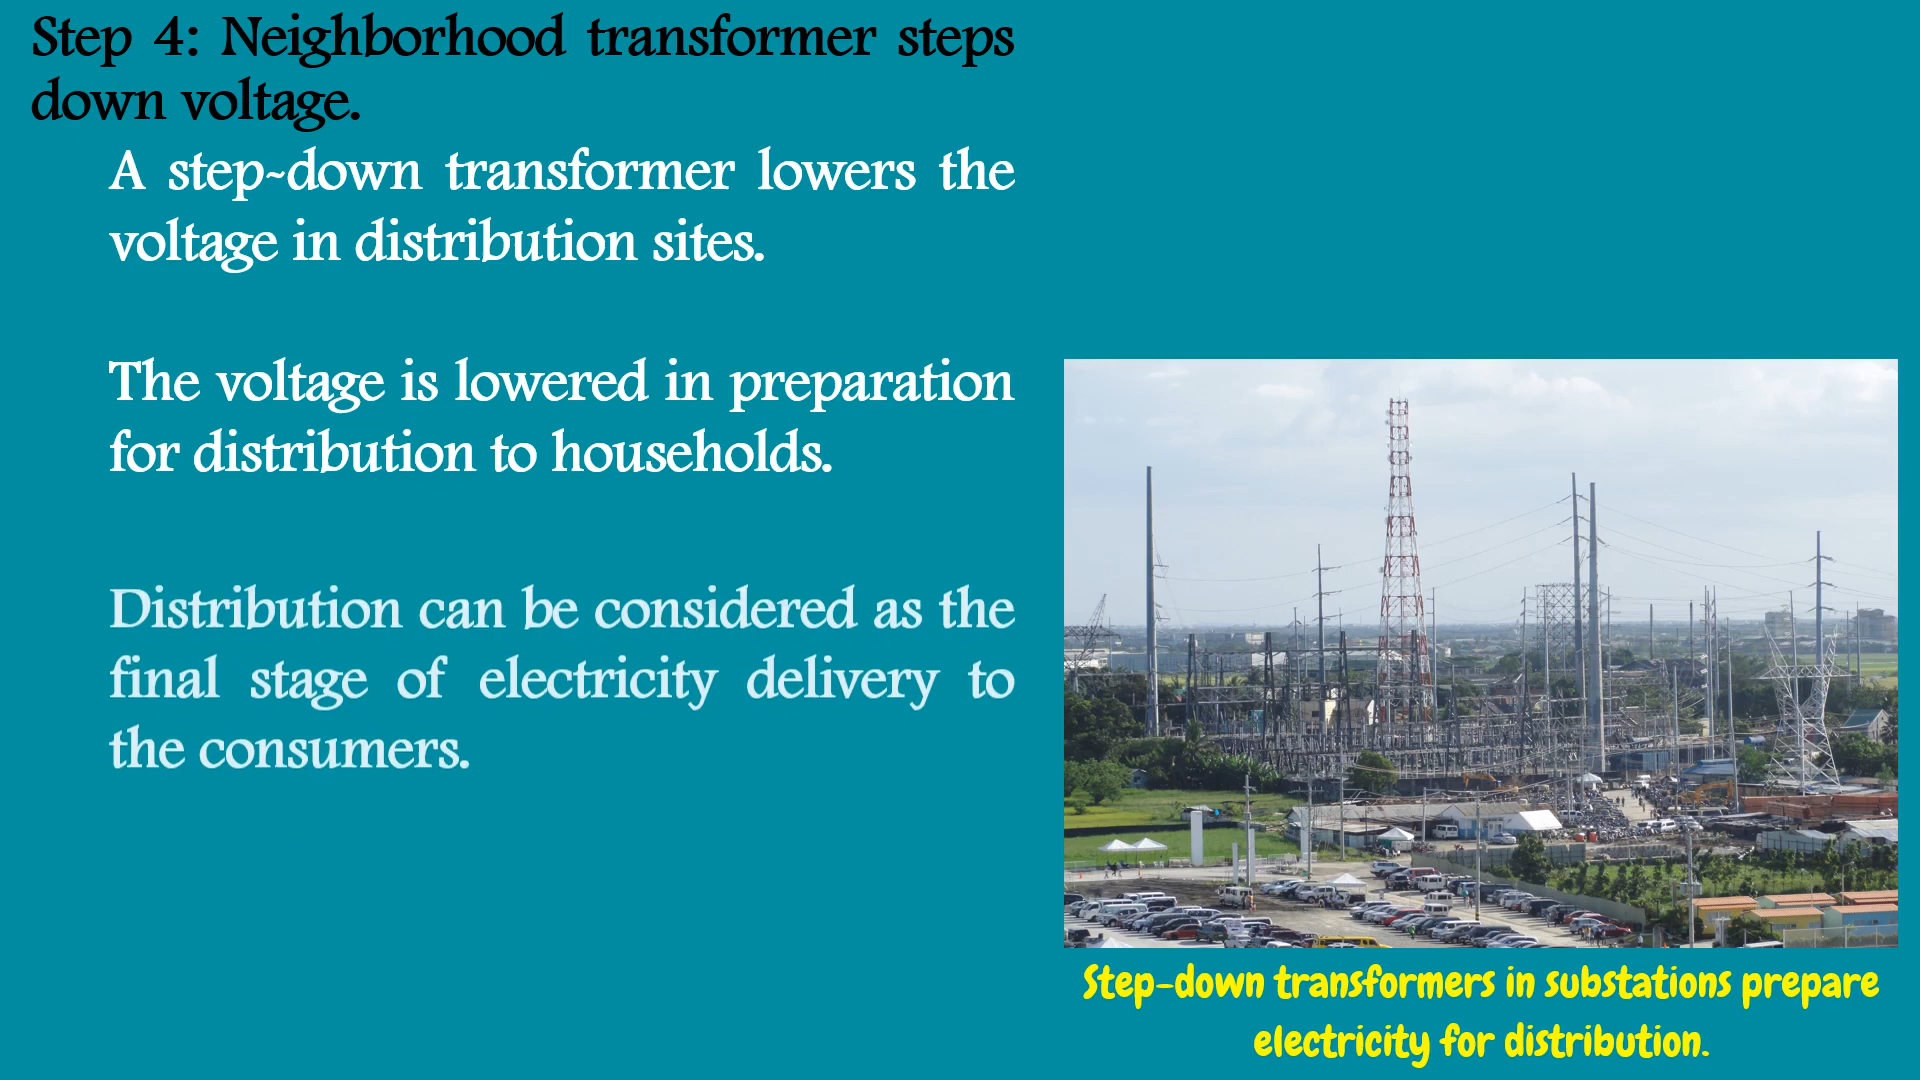 Step 4: Neighborhood transformer steps
down voltage.
A step-down transformer lowers the
voltage in distribution sites.
The voltage is lowered in preparation
for distribution to households.
Distribution can be considered as the
final stage of electricity delivery to
the consumers.
Step-down transformers in substations prepare
electricity for distribution.